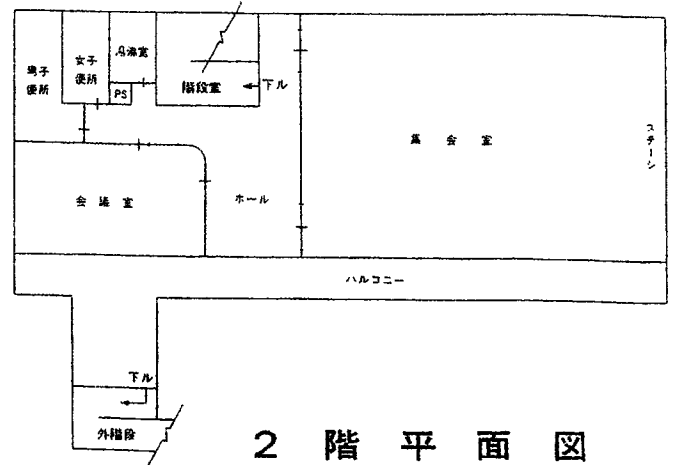 男子
便所
女子
便所
湯沸室
PS
階段室
下ル
集会室
ステーシ
会議室
ホール
ハルコニー
下ル
外階段
2階平面図